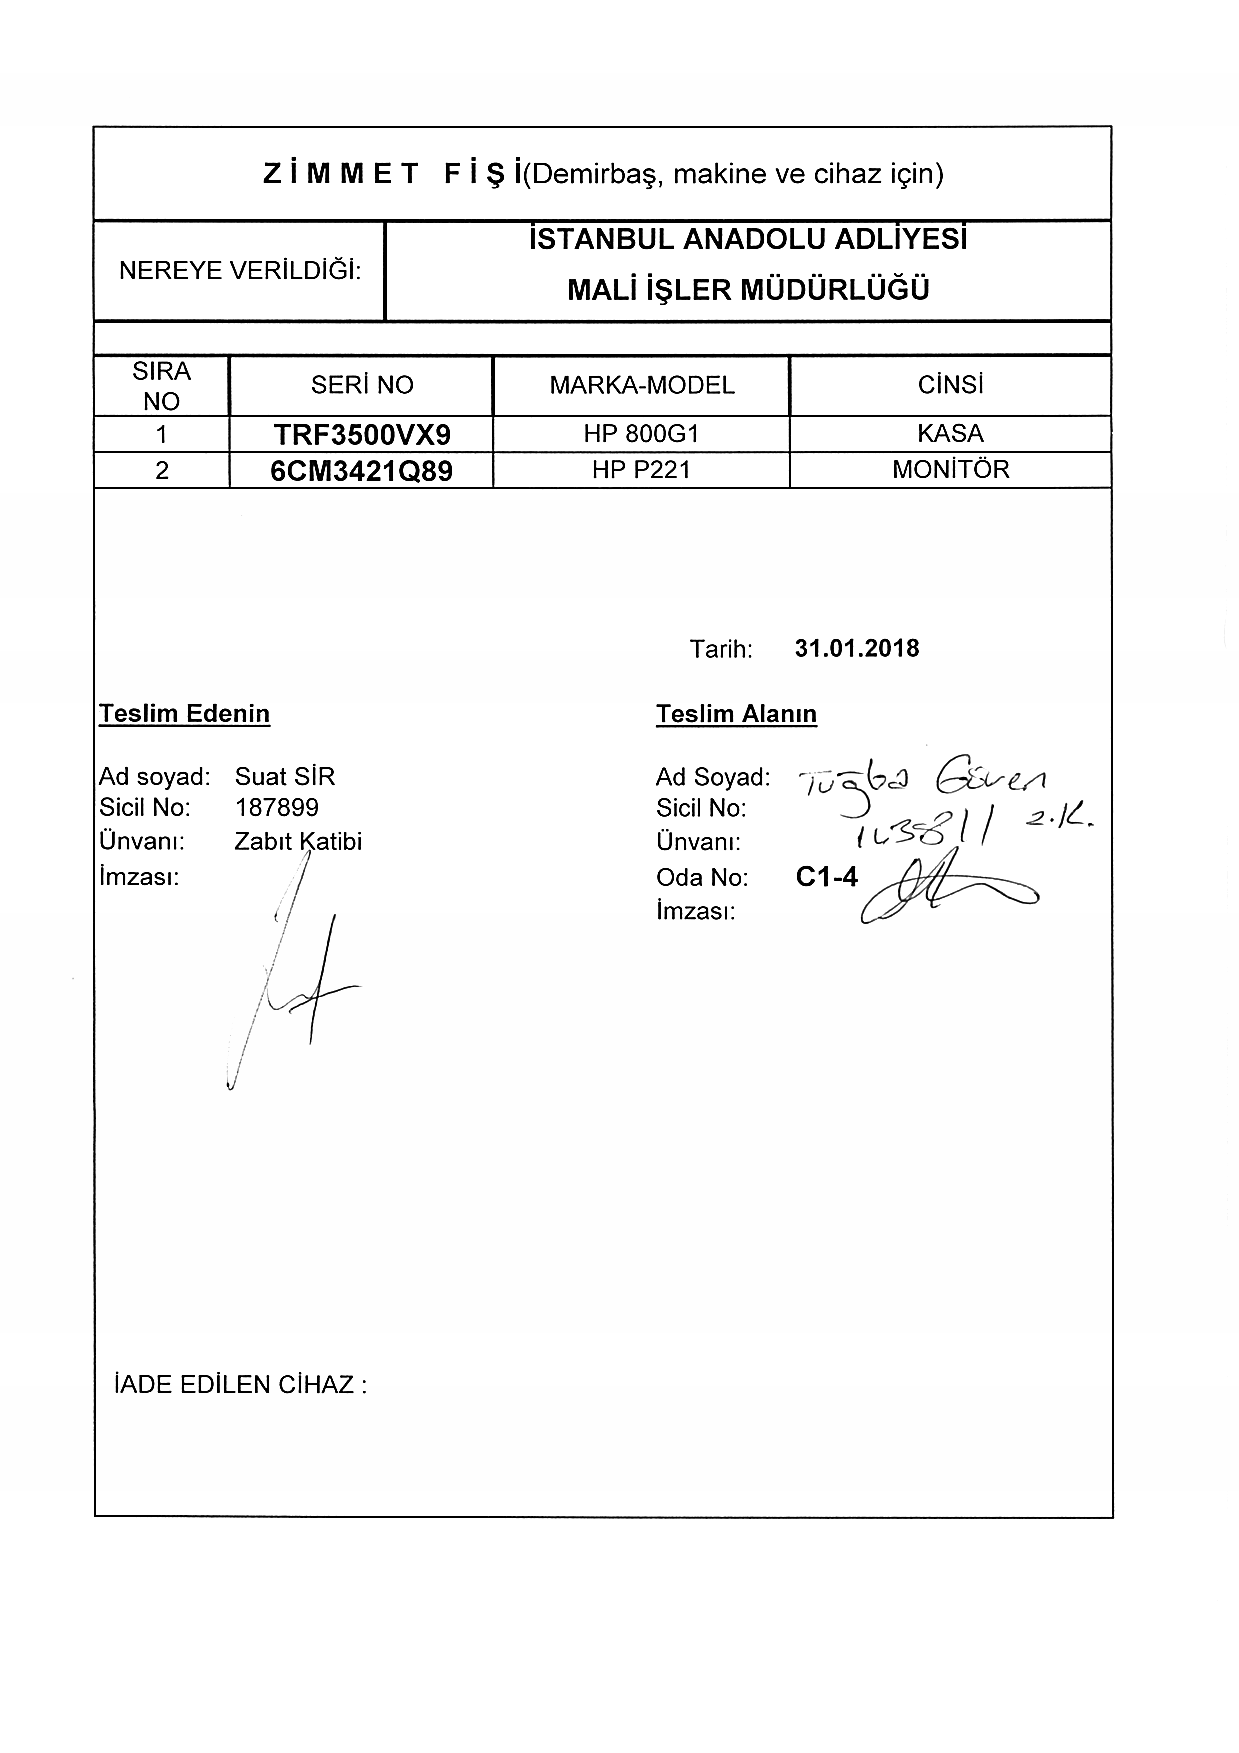 ZİMMET FİŞİ(Demirbaş, makine ve cihaz için)
NEREYE VERİLDİĞİ:
İSTANBUL ANADOLU ADLİYESİ
MALİ İŞLER MÜDÜRLÜĞÜ
SIRA NO SERİ NO MARKA-MODEL CİNSİ
1 TRF3500VX9 HP 800G1 KASA
2 6CM3421Q89 HP P221 MONİTÖR
Tarih: 31.01.2018
Teslim Edenin
Ad soyad: Suat SİR
Sicil No: 187899
Ünvanı: Zabıt Katibi
İmzası:
Teslim Alanın
Ad Soyad: Tuğba Güven
Sicil No:
Ünvanı: Z.K.
Oda No: C1-4
İmzası:
İADE EDİLEN CİHAZ :